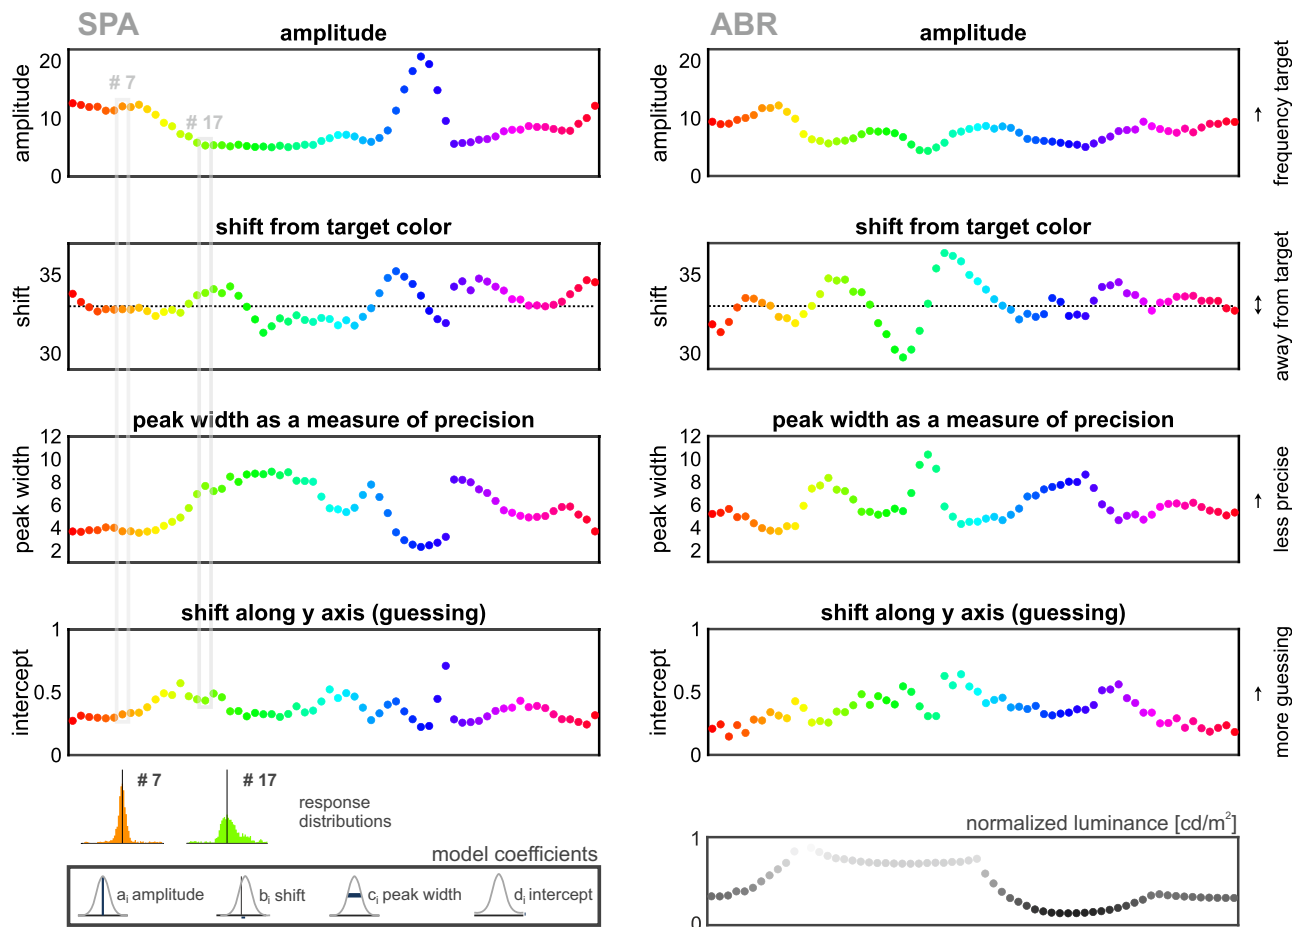 SPA
amplitude
20
10
0
amplitude
# 7
# 17
shift from target color
35
30
shift
peak width as a measure of precision
12
10
8
6
4
2
peak width
shift along y axis (guessing)
1
0.5
0
intercept
# 7
# 17
response
distributions
model coefficients
aᵢ amplitude
bᵢ shift
cᵢ peak width
dᵢ intercept
ABR
amplitude
20
10
0
amplitude
frequency target →
shift from target color
35
30
shift
away from target ↔
peak width as a measure of precision
12
10
8
6
4
2
peak width
less precise →
shift along y axis (guessing)
1
0.5
0
intercept
more guessing →
normalized luminance [cd/m²]
1
0